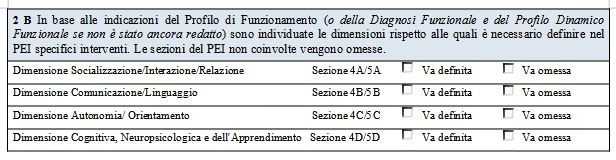 2 B In base alle indicazioni del Profilo di Funzionamento (o della Diagnosi Funzionale e del Profilo Dinamico
Funzionale se non è stato ancora redatto) sono individuate le dimensioni rispetto alle quali è necessario definire nel
PEI specifici interventi. Le sezioni del PEI non coinvolte vengono omesse.
Dimensione Socializzazione/Interazione/Relazione Sezione 4A/5A Va definita Va omessa
Dimensione Comunicazione/Linguaggio Sezione 4B/5B Va definita Va omessa
Dimensione Autonomia/ Orientamento Sezione 4C/5C Va definita Va omessa
Dimensione Cognitiva, Neuropsicologica e dell'Apprendimento Sezione 4D/5D Va definita Va omessa